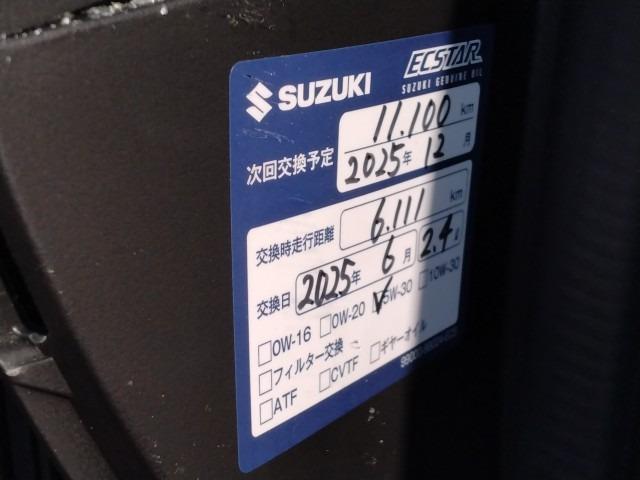 SUZUKI
ECSTAR
SUZUKI GENUINE OIL
次回交換予定
11.100 km
2025年 12月
交換時走行距離 6.111 km
交換日 2025年 6月 2.4ℓ
□0W-16 □0W-20 ☑5W-30 □10W-30
□フィルター交換 □ギヤーオイル
□ATF □CVTF